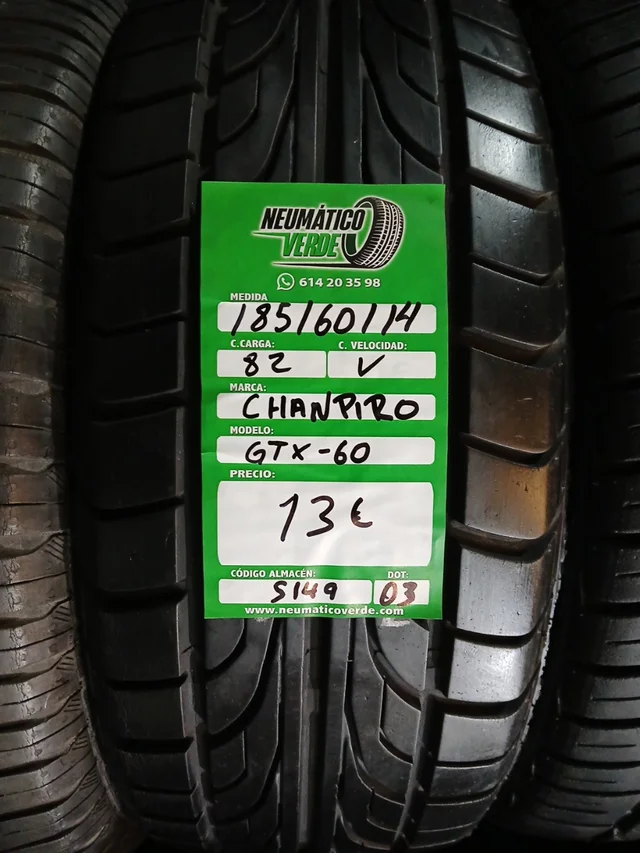 NEUMÁTICO
VERDE
614 20 35 98
MEDIDA
185/60/14
C.CARGA: C. VELOCIDAD:
82 V
MARCA:
CHANPIRO
MODELO:
GTX-60
PRECIO:
13€
CÓDIGO ALMACÉN: DOT:
S149 03
www.neumaticoverde.com